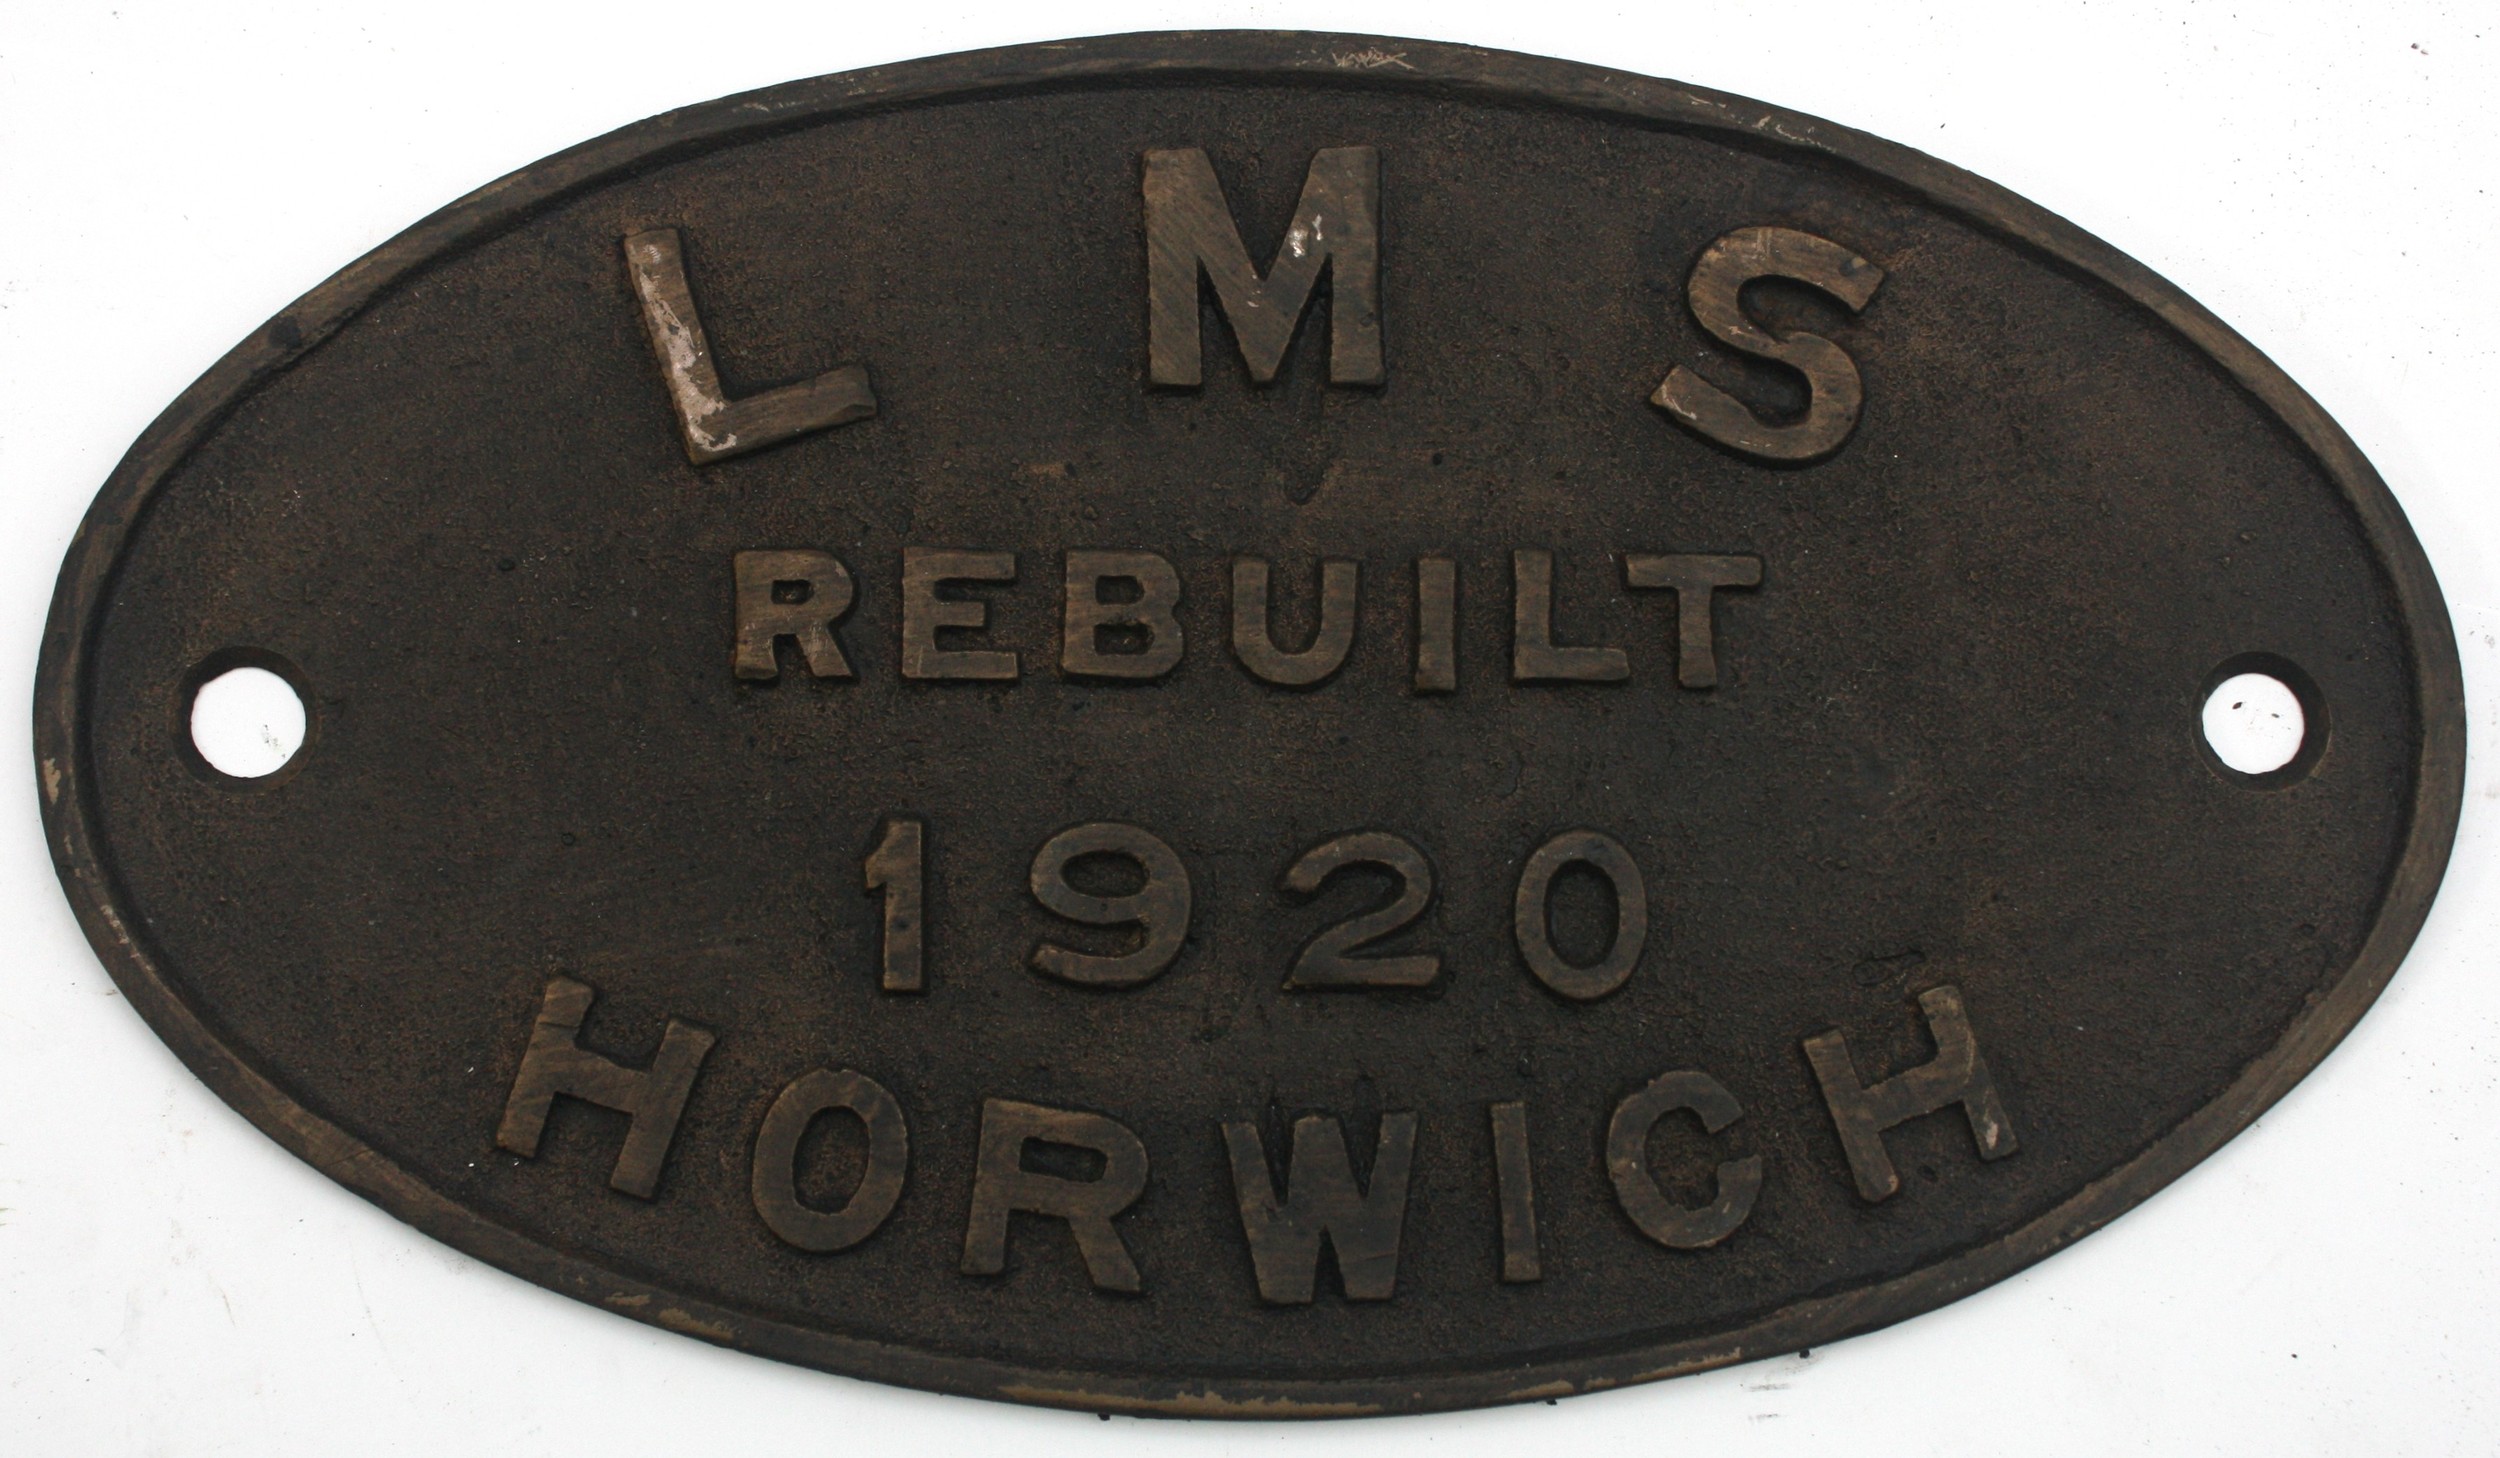 L M S
REBUILT
1920
HORWICH